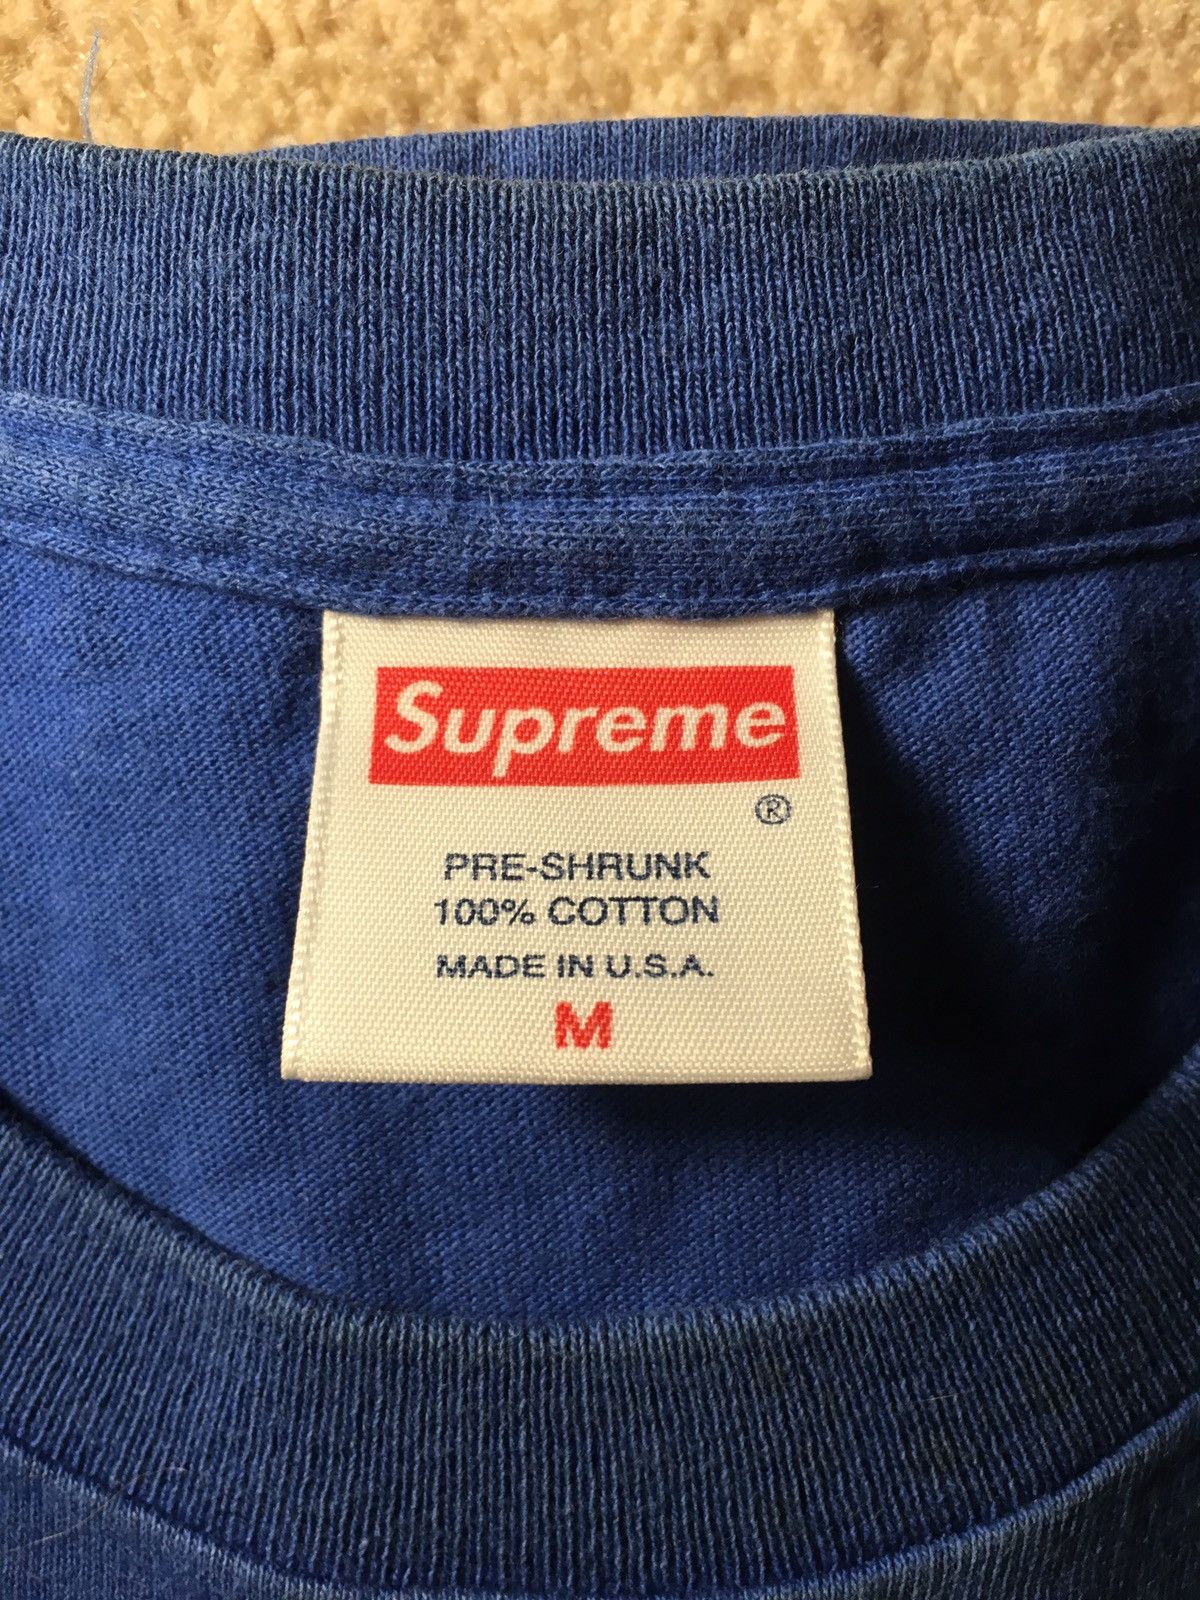 Supreme
®
PRE-SHRUNK
100% COTTON
MADE IN U.S.A.
M